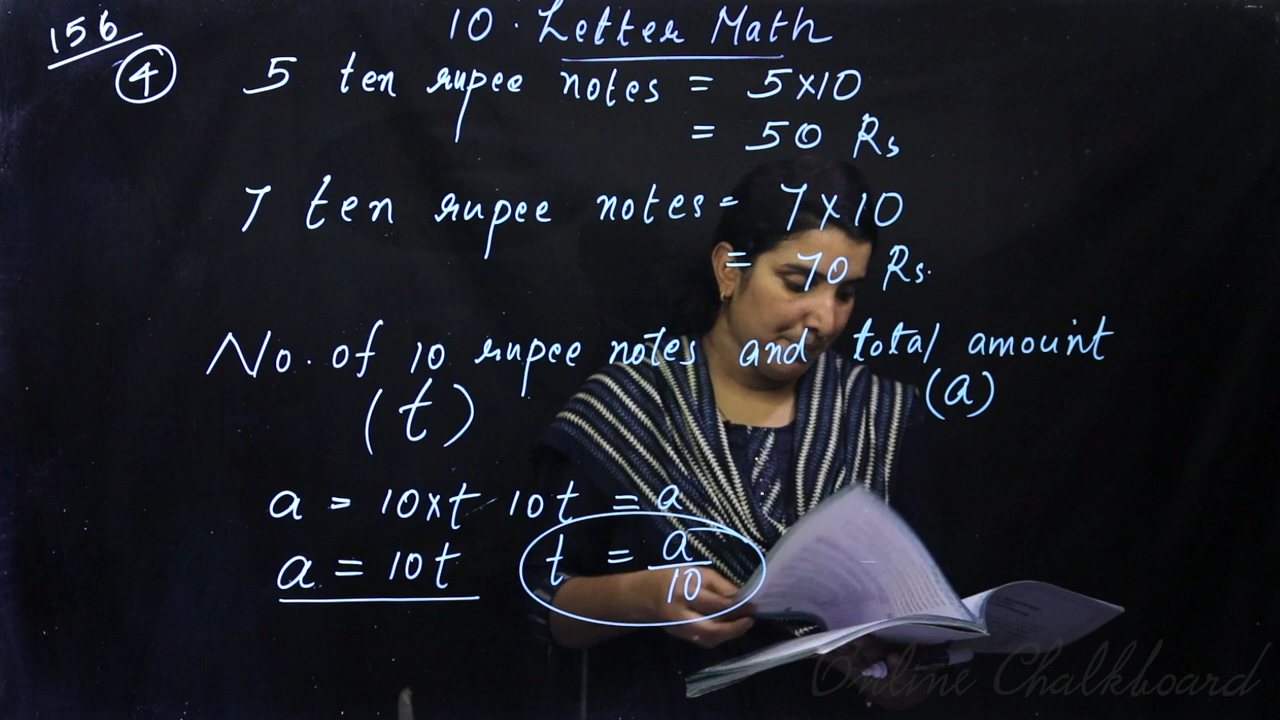 156
10. Letter Math
④ 5 ten rupee notes = 5×10
= 50 Rs
7 ten rupee notes = 7×10
= 70 Rs.
No. of 10 rupee notes and total amount
(t) (a)
a = 10×t 10t = a
a = 10t t = a/10
Online Chalkboard